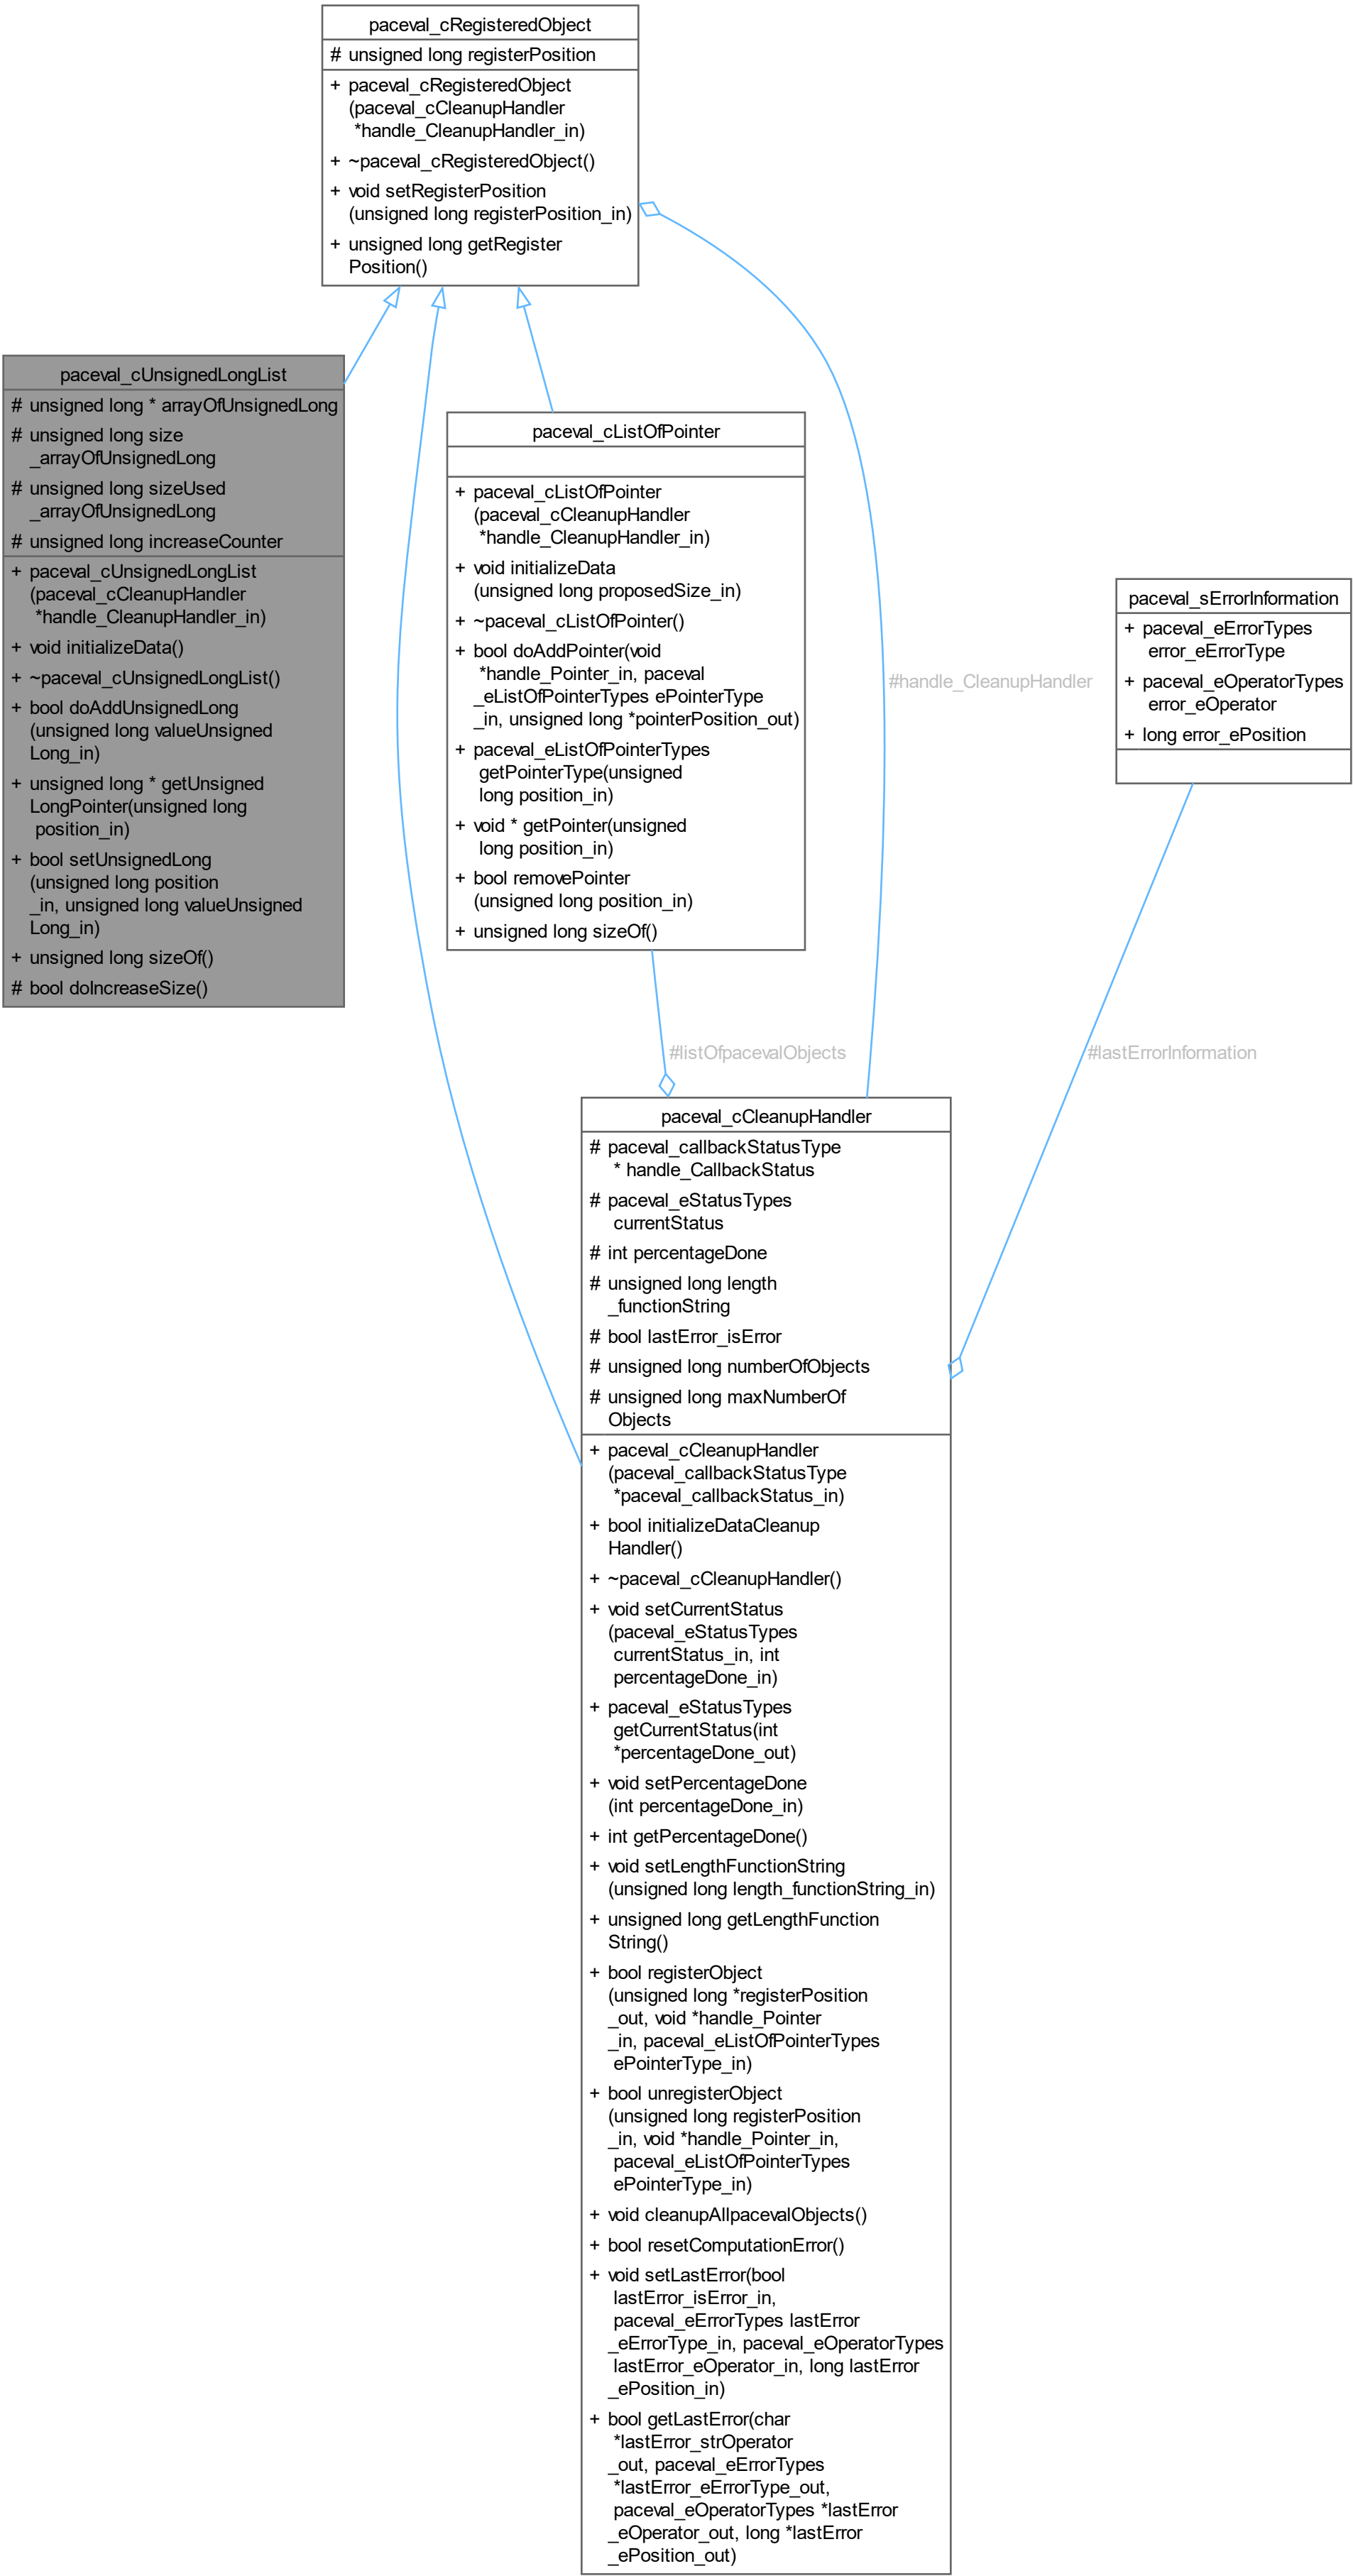 paceval_cRegisteredObject
# unsigned long registerPosition
+ paceval_cRegisteredObject
(paceval_cCleanupHandler
*handle_CleanupHandler_in)
+ ~paceval_cRegisteredObject()
+ void setRegisterPosition
(unsigned long registerPosition_in)
+ unsigned long getRegister
Position()
paceval_cUnsignedLongList
# unsigned long * arrayOfUnsignedLong
# unsigned long size
_arrayOfUnsignedLong
# unsigned long sizeUsed
_arrayOfUnsignedLong
# unsigned long increaseCounter
+ paceval_cUnsignedLongList
(paceval_cCleanupHandler
*handle_CleanupHandler_in)
+ void initializeData()
+ ~paceval_cUnsignedLongList()
+ bool doAddUnsignedLong
(unsigned long valueUnsigned
Long_in)
+ unsigned long * getUnsigned
LongPointer(unsigned long
position_in)
+ bool setUnsignedLong
(unsigned long position
_in, unsigned long valueUnsigned
Long_in)
+ unsigned long sizeOf()
# bool doIncreaseSize()
paceval_cListOfPointer
+ paceval_cListOfPointer
(paceval_cCleanupHandler
*handle_CleanupHandler_in)
+ void initializeData
(unsigned long proposedSize_in)
+ ~paceval_cListOfPointer()
+ bool doAddPointer(void
*handle_Pointer_in, paceval
_eListOfPointerTypes ePointerType
_in, unsigned long *pointerPosition_out)
+ paceval_eListOfPointerTypes
getPointerType(unsigned
long position_in)
+ void * getPointer(unsigned
long position_in)
+ bool removePointer
(unsigned long position_in)
+ unsigned long sizeOf()
#handle_CleanupHandler
paceval_sErrorInformation
+ paceval_eErrorTypes
error_eErrorType
+ paceval_eOperatorTypes
error_eOperator
+ long error_ePosition
#listOfpacevalObjects
#lastErrorInformation
paceval_cCleanupHandler
# paceval_callbackStatusType
* handle_CallbackStatus
# paceval_eStatusTypes
currentStatus
# int percentageDone
# unsigned long length
_functionString
# bool lastError_isError
# unsigned long numberOfObjects
# unsigned long maxNumberOf
Objects
+ paceval_cCleanupHandler
(paceval_callbackStatusType
*paceval_callbackStatus_in)
+ bool initializeDataCleanup
Handler()
+ ~paceval_cCleanupHandler()
+ void setCurrentStatus
(paceval_eStatusTypes
currentStatus_in, int
percentageDone_in)
+ paceval_eStatusTypes
getCurrentStatus(int
*percentageDone_out)
+ void setPercentageDone
(int percentageDone_in)
+ int getPercentageDone()
+ void setLengthFunctionString
(unsigned long length_functionString_in)
+ unsigned long getLengthFunction
String()
+ bool registerObject
(unsigned long *registerPosition
_out, void *handle_Pointer
_in, paceval_eListOfPointerTypes
ePointerType_in)
+ bool unregisterObject
(unsigned long registerPosition
_in, void *handle_Pointer_in,
paceval_eListOfPointerTypes
ePointerType_in)
+ void cleanupAllpacevalObjects()
+ bool resetComputationError()
+ void setLastError(bool
lastError_isError_in,
paceval_eErrorTypes lastError
_eErrorType_in, paceval_eOperatorTypes
lastError_eOperator_in, long lastError
_ePosition_in)
+ bool getLastError(char
*lastError_strOperator
_out, paceval_eErrorTypes
*lastError_eErrorType_out,
paceval_eOperatorTypes *lastError
_eOperator_out, long *lastError
_ePosition_out)